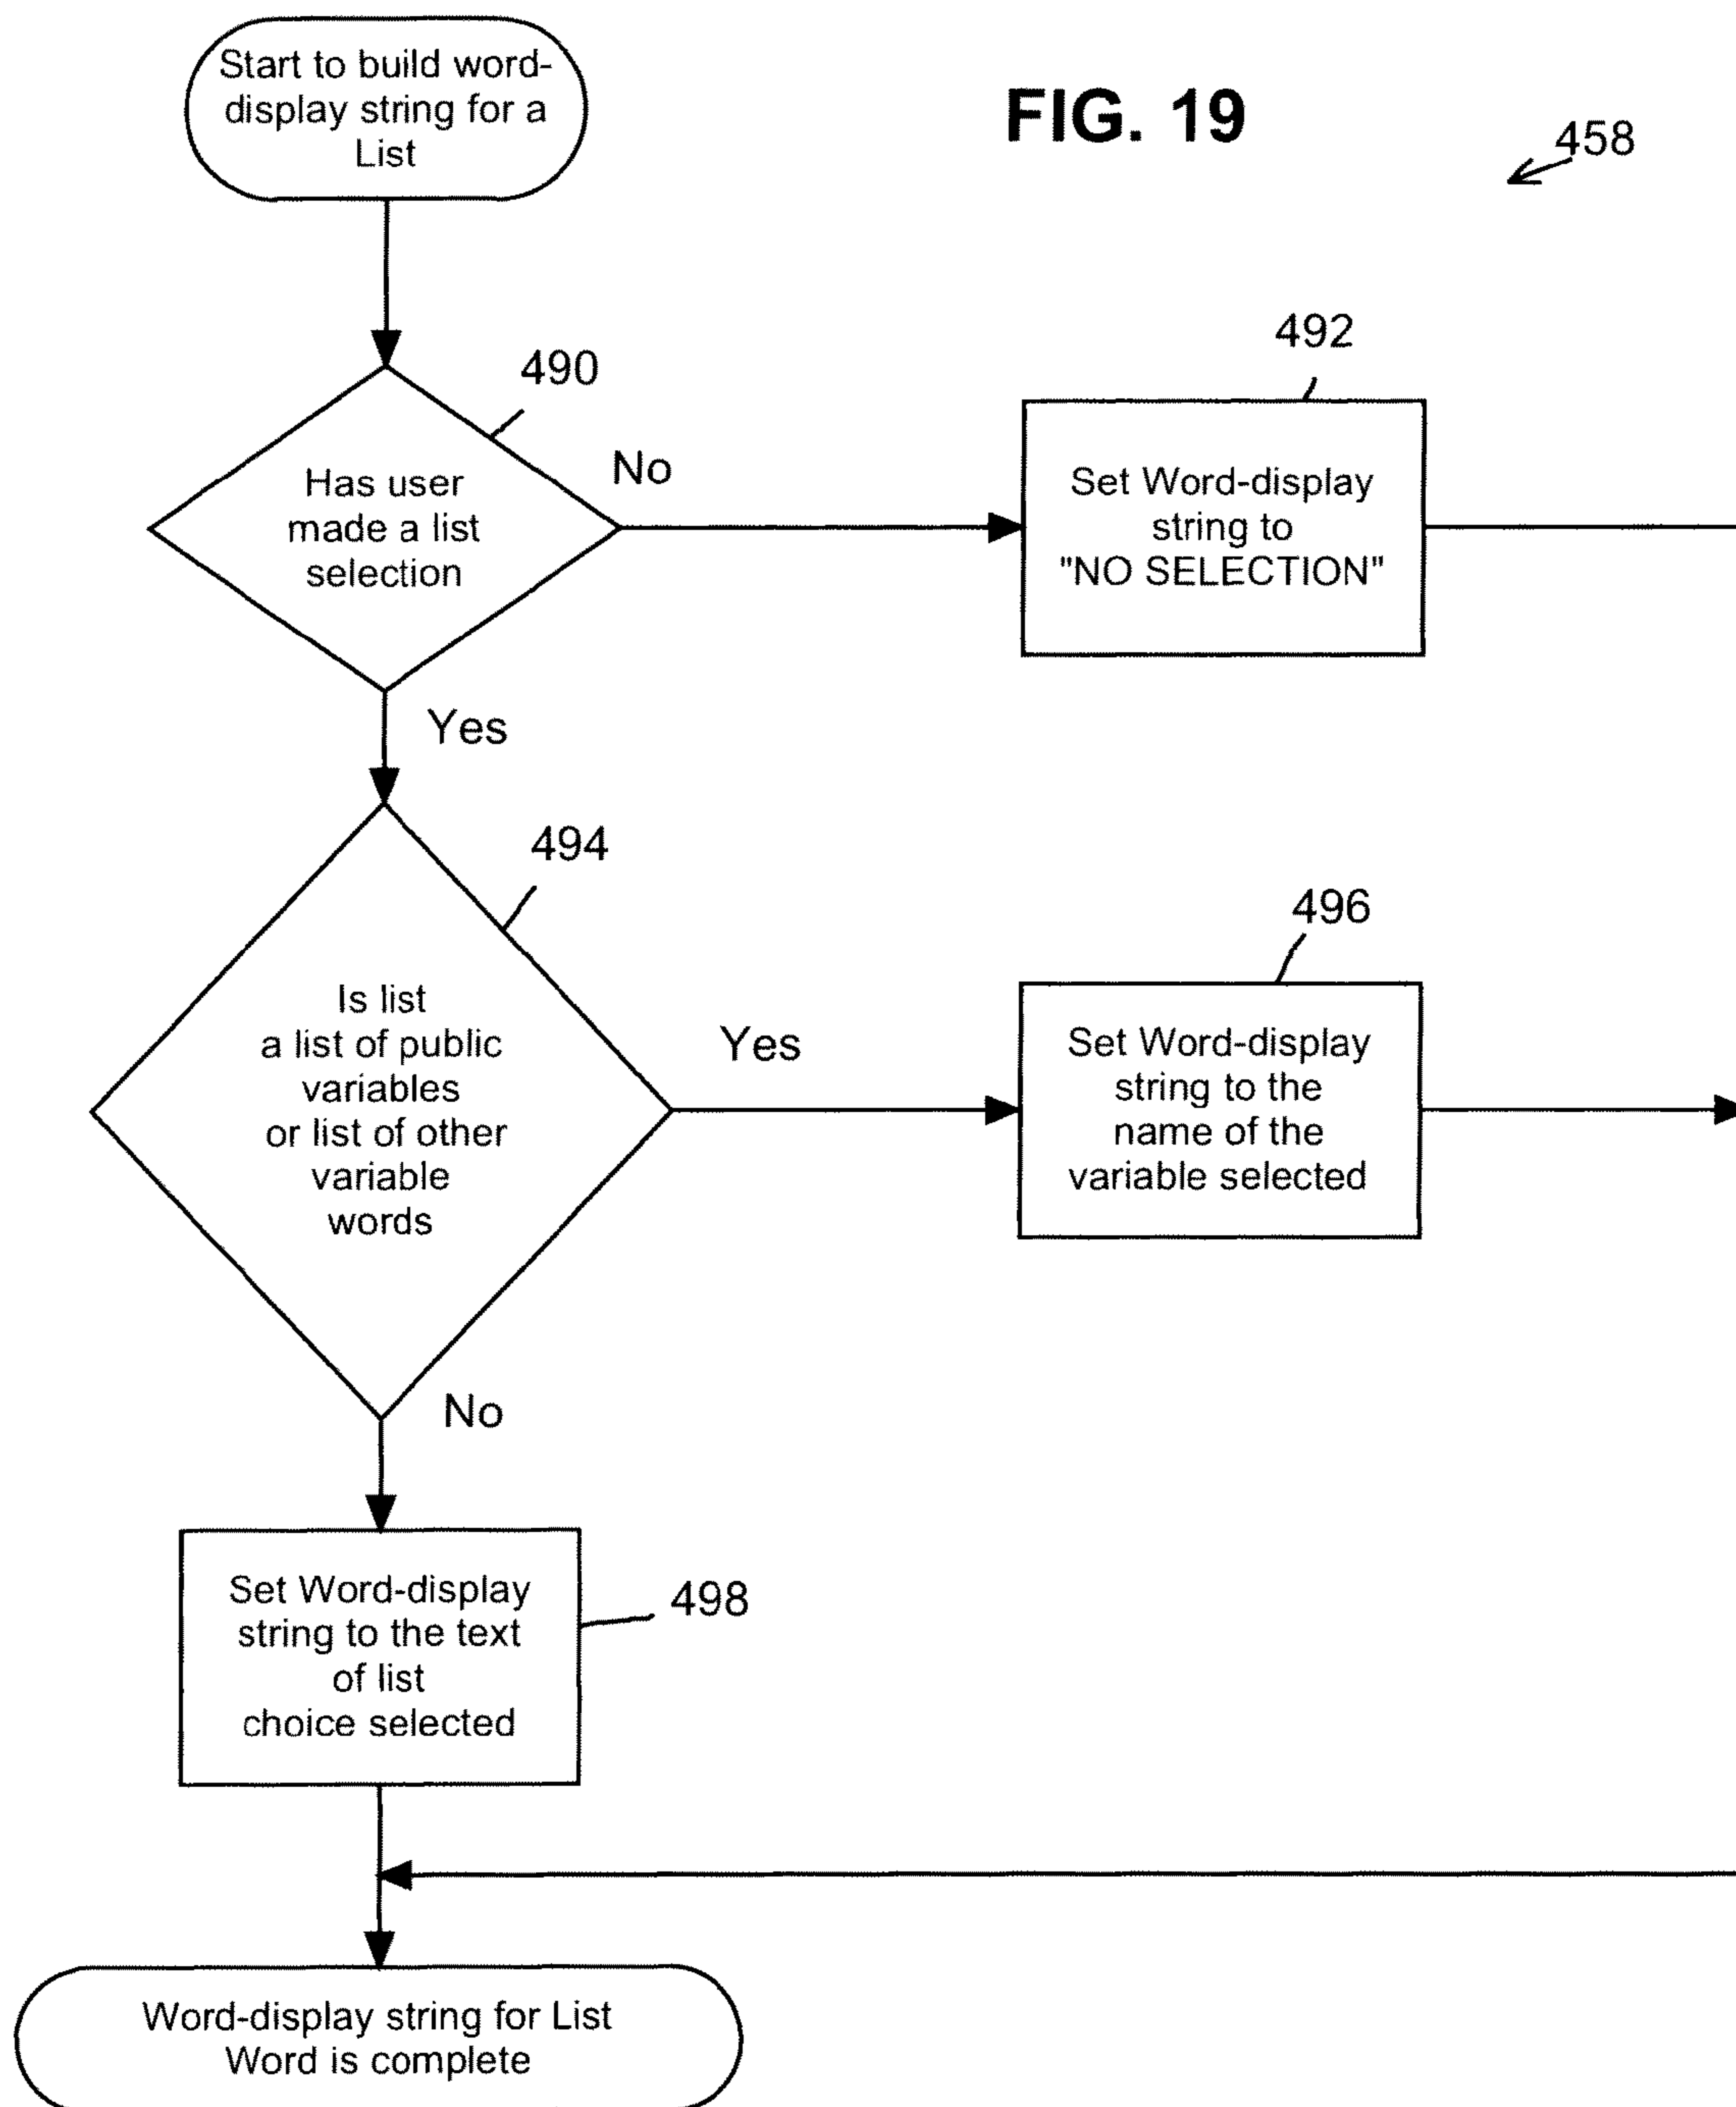 Start to build word-
display string for a
List
FIG. 19
458
490
Has user
made a list
selection
No
492
Set Word-display
string to
"NO SELECTION"
Yes
494
Is list
a list of public
variables
or list of other
variable
words
Yes
496
Set Word-display
string to the
name of the
variable selected
No
Set Word-display
string to the text
of list
choice selected
498
Word-display string for List
Word is complete